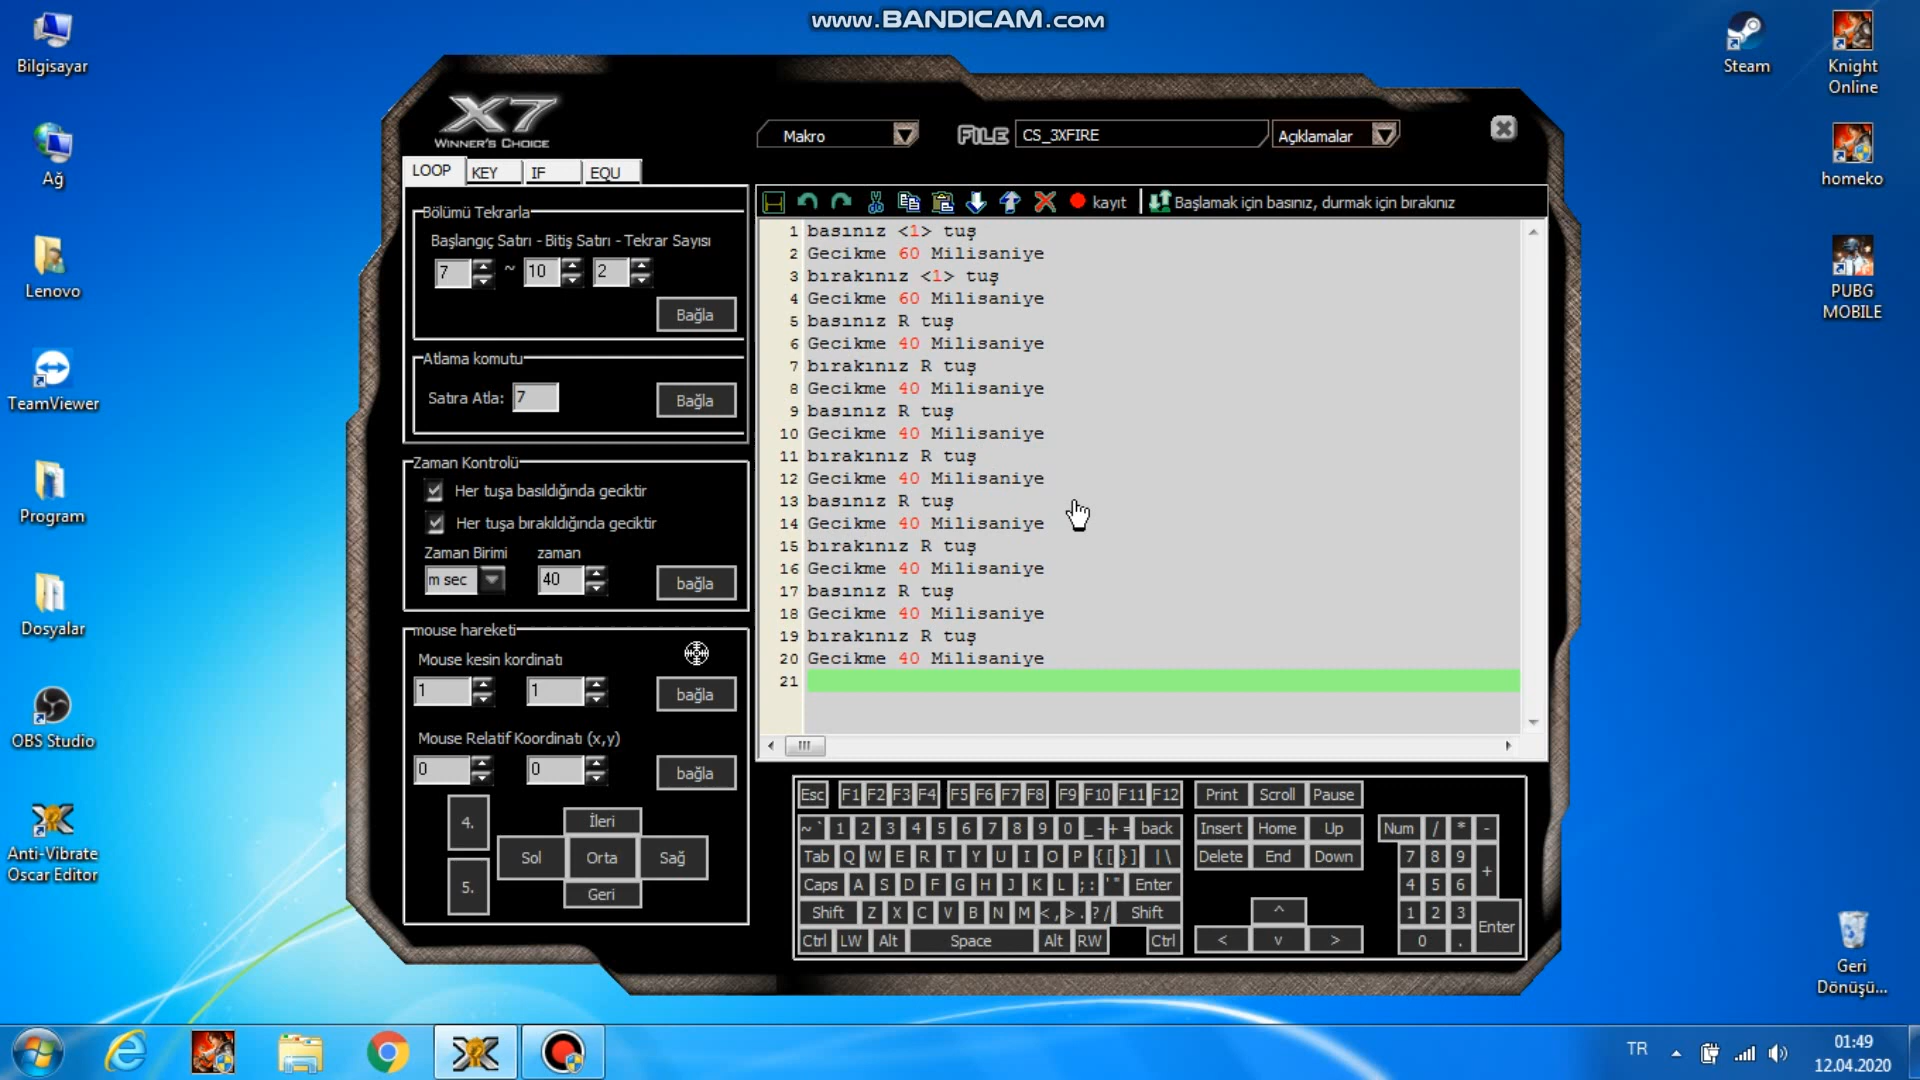 www.BANDICAM.com
Bilgisayar
Ağ
Lenovo
TeamViewer
Program
Dosyalar
OBS Studio
Anti-Vibrate
Oscar Editor
Steam
Knight
Online
homeko
PUBG
MOBILE
Geri
Dönüşü...
X7
WINNER'S CHOICE
Makro
FILE
CS_3XFIRE
Açıklamalar
LOOP KEY IF EQU
Bölümü Tekrarla
Başlangıç Satırı - Bitiş Satırı - Tekrar Sayısı
7 ~ 10 2
Bağla
Atlama komutu
Satıra Atla: 7
Bağla
Zaman Kontrolü
Her tuşa basıldığında geciktir
Her tuşa bırakıldığında geciktir
Zaman Birimi zaman
m sec 40 bağla
mouse hareketi
Mouse kesin kordinatı
1 1 bağla
Mouse Relatif Koordinatı (x,y)
0 0 bağla
4. İleri
Sol Orta Sağ
5. Geri
kayıt Başlamak için basınız, durmak için bırakınız
1 basınız <1> tuş
2 Gecikme 60 Milisaniye
3 bırakınız <1> tuş
4 Gecikme 60 Milisaniye
5 basınız R tuş
6 Gecikme 40 Milisaniye
7 bırakınız R tuş
8 Gecikme 40 Milisaniye
9 basınız R tuş
10 Gecikme 40 Milisaniye
11 bırakınız R tuş
12 Gecikme 40 Milisaniye
13 basınız R tuş
14 Gecikme 40 Milisaniye
15 bırakınız R tuş
16 Gecikme 40 Milisaniye
17 basınız R tuş
18 Gecikme 40 Milisaniye
19 bırakınız R tuş
20 Gecikme 40 Milisaniye
21
Esc F1 F2 F3 F4 F5 F6 F7 F8 F9 F10 F11 F12 Print Scroll Pause
~ ` 1 2 3 4 5 6 7 8 9 0 _ - + = back Insert Home Up Num / * -
Tab Q W E R T Y U I O P { [ } ] | \ Delete End Down 7 8 9 +
Caps A S D F G H J K L ; : ' " Enter 4 5 6
Shift Z X C V B N M < , > . ? / Shift ^ 1 2 3 Enter
Ctrl LW Alt Space Alt RW Ctrl < v > 0 .
TR
01:49
12.04.2020